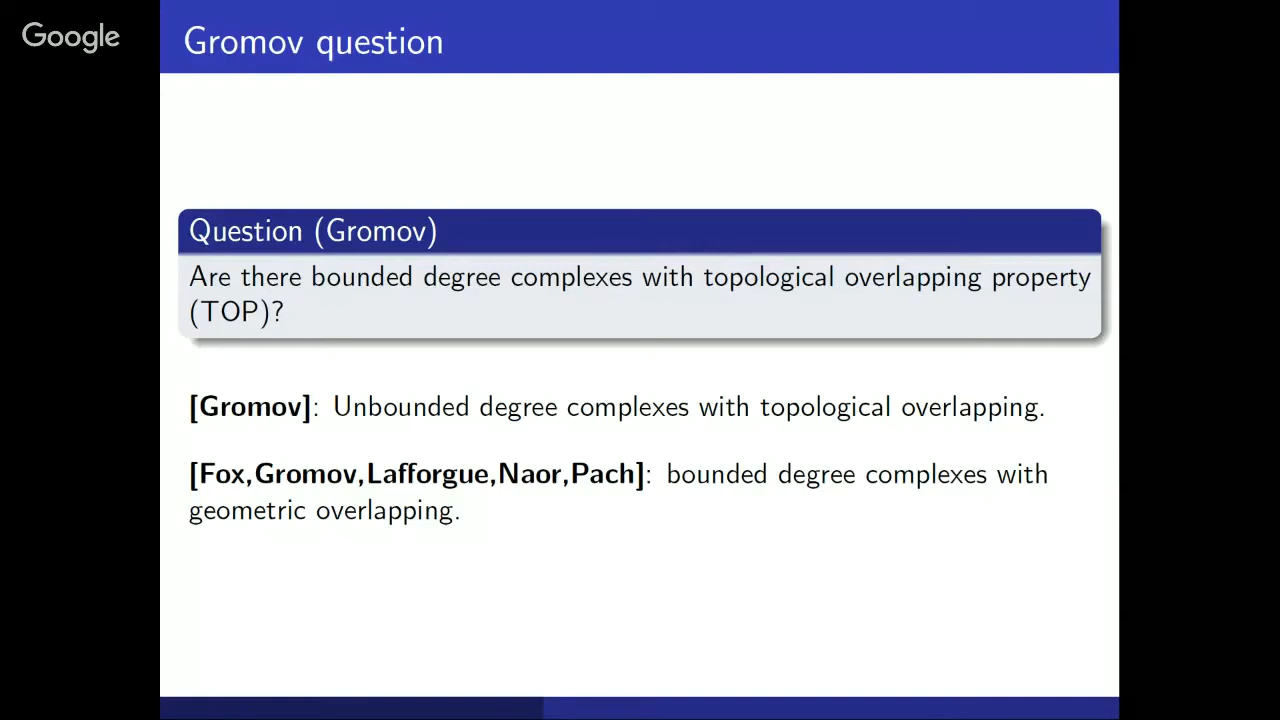 Google
Gromov question
Question (Gromov)
Are there bounded degree complexes with topological overlapping property
(TOP)?
[Gromov]: Unbounded degree complexes with topological overlapping.
[Fox,Gromov,Lafforgue,Naor,Pach]: bounded degree complexes with
geometric overlapping.